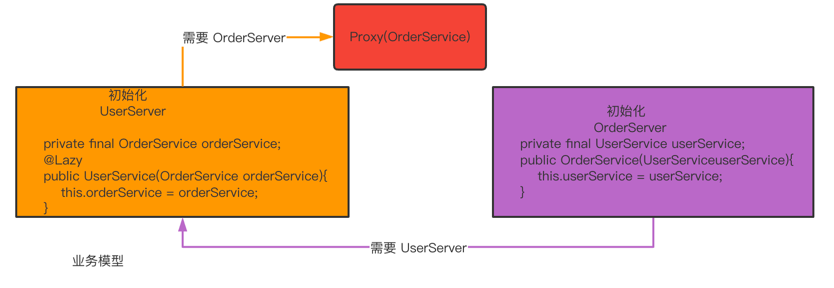 需要 OrderServer
Proxy(OrderService)
初始化
UserServer
private final OrderService orderService;
@Lazy
public UserService(OrderService orderService){
this.orderService = orderService;
}
初始化
OrderServer
private final UserService userService;
public OrderService(UserServiceuserService){
this.userService = userService;
}
需要 UserServer
业务模型